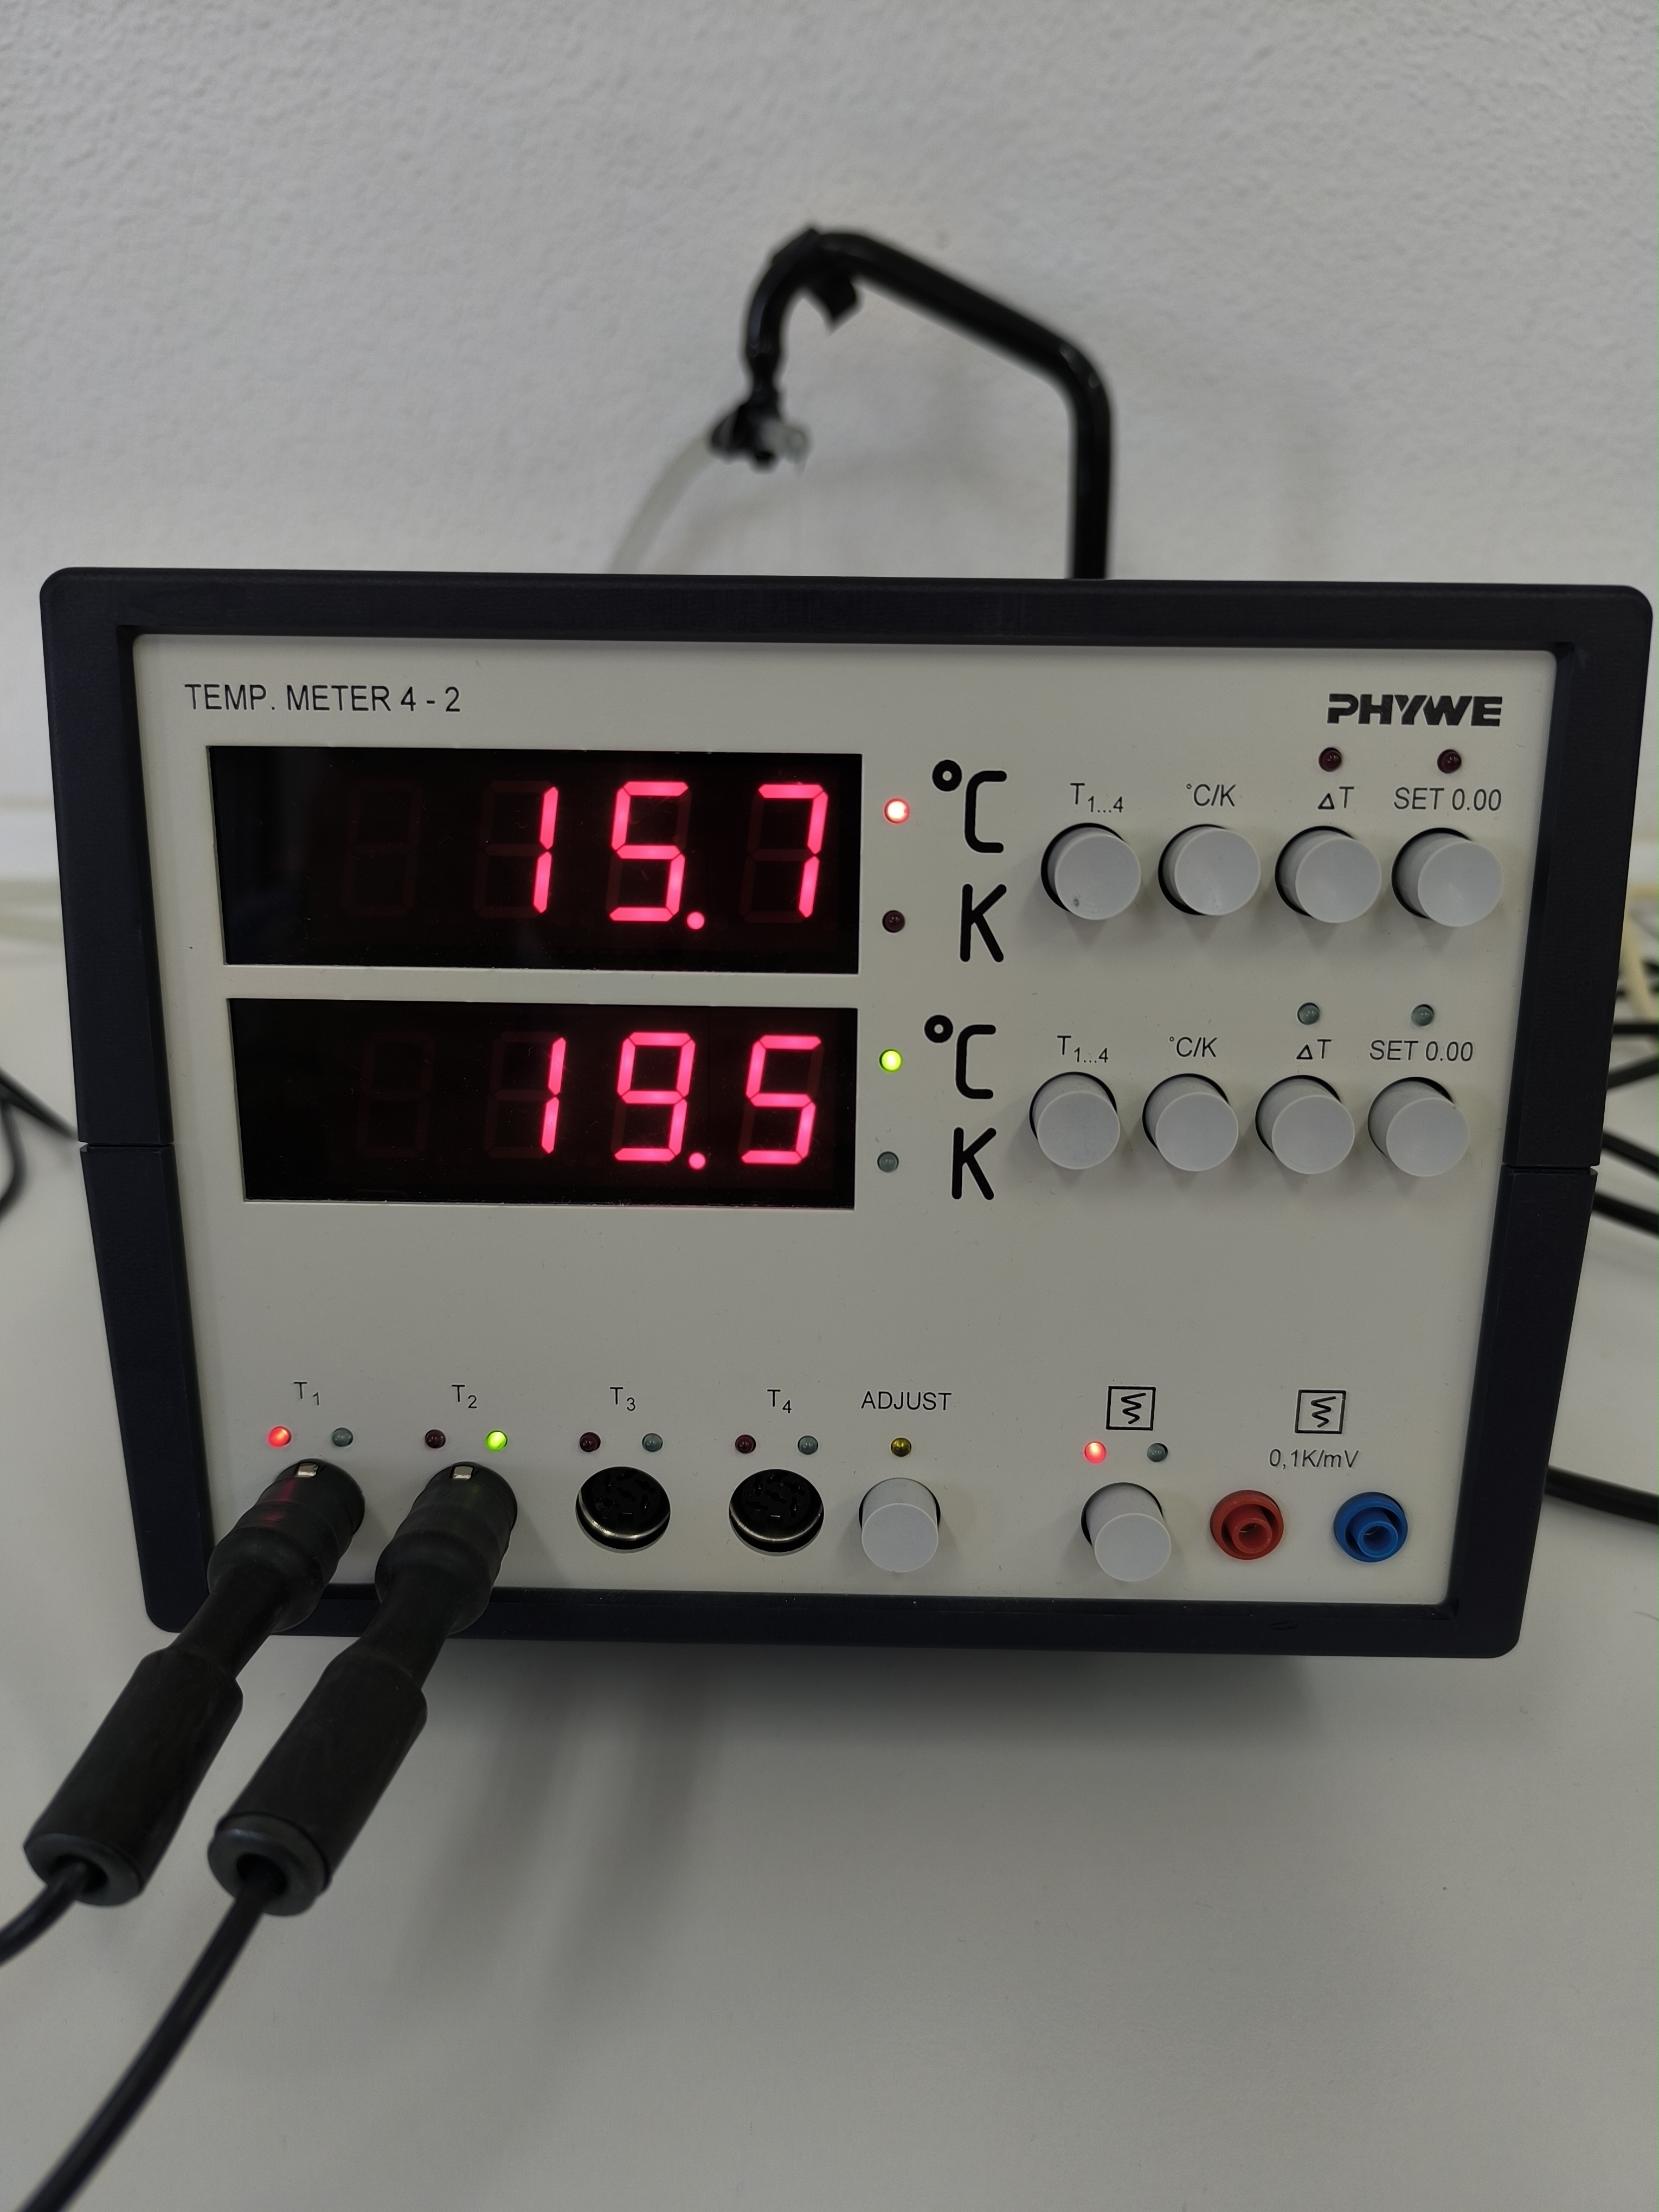 TEMP. METER 4 - 2
PHYWE
15.7
°C
K
T1...4
°C/K
ΔT
SET 0.00
19.5
°C
K
T1...4
°C/K
ΔT
SET 0.00
T1
T2
T3
T4
ADJUST
0,1K/mV